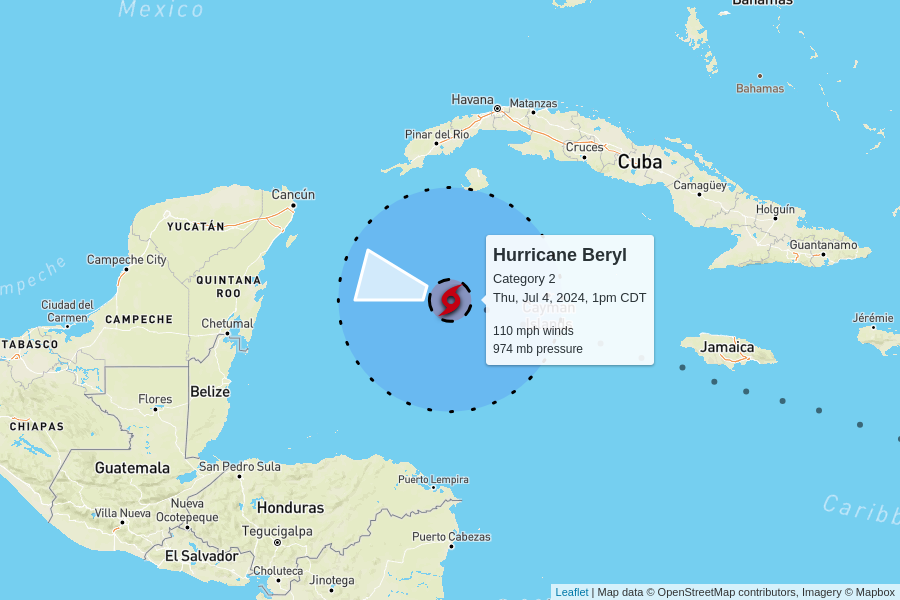 Mexico
Bahamas
Bahamas
Havana
Matanzas
Pinar del Rio
Cruces
Cuba
Camagüey
Holguín
Guantanamo
Cancún
YUCATÁN
Campeche City
QUINTANA
ROO
Ciudad del
Carmen
CAMPECHE
Chetumal
TABASCO
Belize
Flores
CHIAPAS
Guatemala
San Pedro Sula
Puerto Lempira
Villa Nueva
Nueva
Ocotepeque
Honduras
Tegucigalpa
Puerto Cabezas
El Salvador
Choluteca
Jinotega
Jamaica
Jérémie
Hurricane Beryl
Category 2
Thu, Jul 4, 2024, 1pm CDT
Cayman
Islands
110 mph winds
974 mb pressure
Leaflet | Map data © OpenStreetMap contributors, Imagery © Mapbox